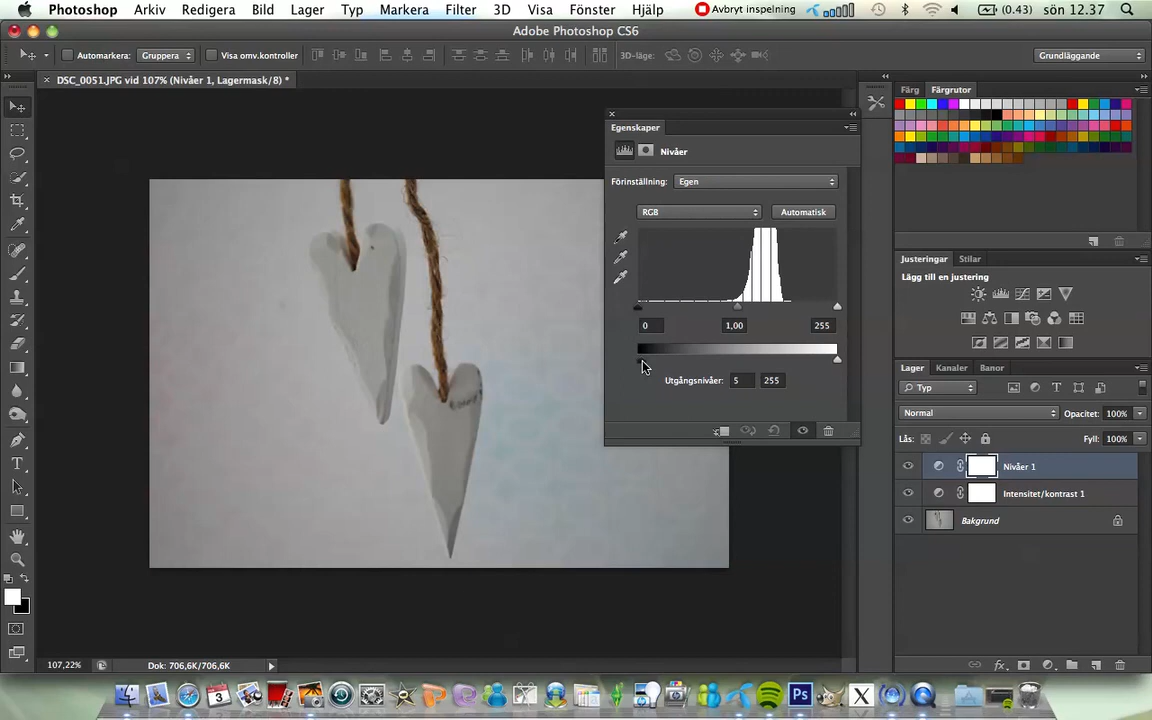 Photoshop Arkiv Redigera Bild Lager Typ Markera Filter 3D Visa Fönster Hjälp Avbryt inspelning (0.43) sön 12.37
Adobe Photoshop CS6
Automarkera: Gruppera Visa omv.kontroller 3D-läge: Grundläggande
DSC_0051.JPG vid 107% (Nivåer 1, Lagermask/8) *
Färg Färgrutor
Egenskaper
Nivåer
Förinställning: Egen
RGB Automatisk
0 1,00 255
Utgångsnivåer: 5 255
Justeringar Stilar
Lägg till en justering
Lager Kanaler Banor
Typ
Normal Opacitet: 100%
Lås: Fyll: 100%
Nivåer 1
Intensitet/kontrast 1
Bakgrund
107,22% Dok: 706,6K/706,6K
Ps X